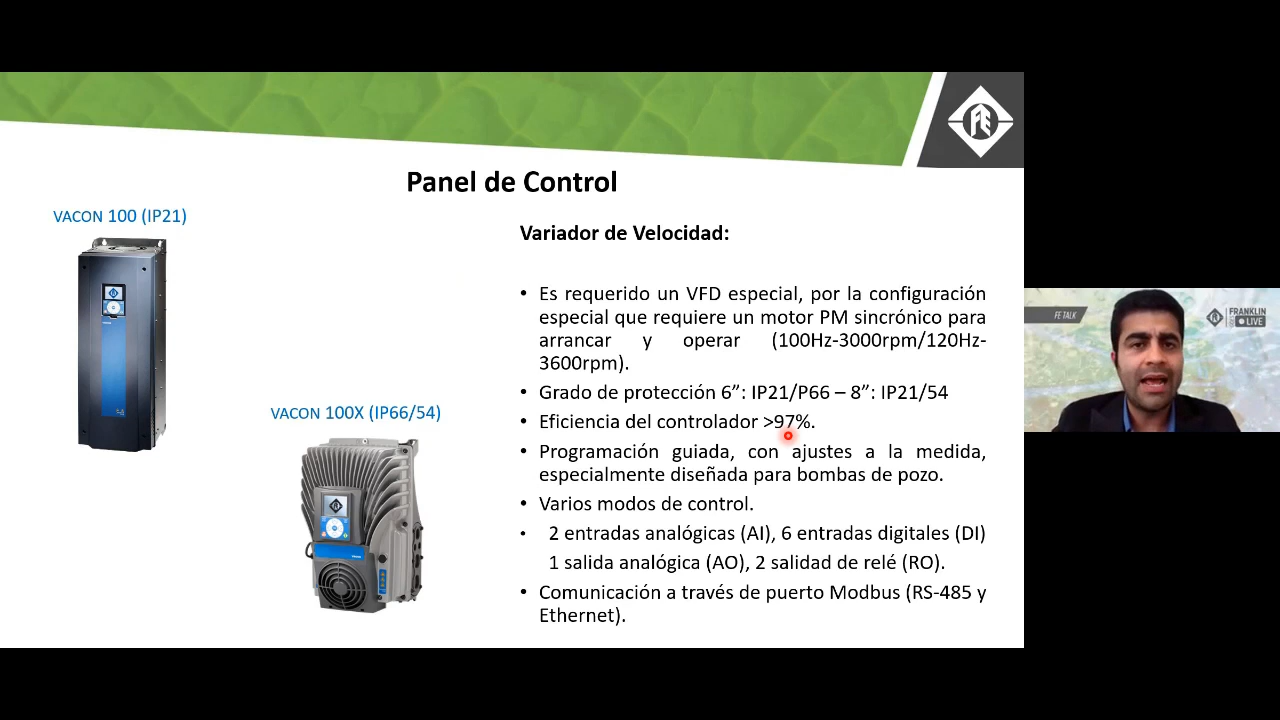 Panel de Control
VACON 100 (IP21)
VACON 100X (IP66/54)
Variador de Velocidad:
• Es requerido un VFD especial, por la configuración
especial que requiere un motor PM sincrónico para
arrancar y operar (100Hz-3000rpm/120Hz-
3600rpm).
• Grado de protección 6”: IP21/P66 – 8”: IP21/54
• Eficiencia del controlador >97%.
• Programación guiada, con ajustes a la medida,
especialmente diseñada para bombas de pozo.
• Varios modos de control.
• 2 entradas analógicas (AI), 6 entradas digitales (DI)
1 salida analógica (AO), 2 salidad de relé (RO).
• Comunicación a través de puerto Modbus (RS-485 y
Ethernet).
FE TALK
FRANKLIN
LIVE